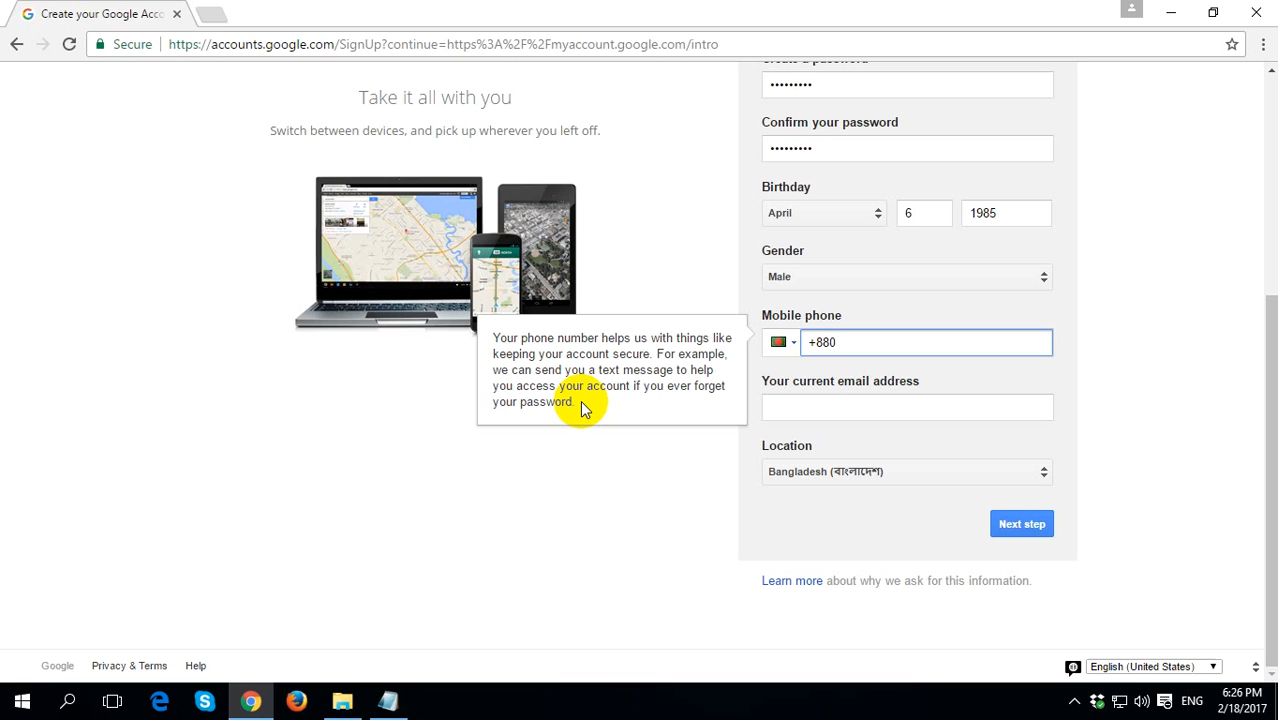 Create your Google Acco
Secure
https://accounts.google.com/SignUp?continue=https%3A%2F%2Fmyaccount.google.com/intro
Take it all with you
Switch between devices, and pick up wherever you left off.
Create a password
•••••••••
Confirm your password
•••••••••
Birthday
April
6
1985
Gender
Male
Mobile phone
+880
Your phone number helps us with things like
keeping your account secure. For example,
we can send you a text message to help
you access your account if you ever forget
your password.
Your current email address
Location
Bangladesh (বাংলাদেশ)
Next step
Learn more about why we ask for this information.
Google
Privacy & Terms
Help
English (United States)
ENG
6:26 PM
2/18/2017